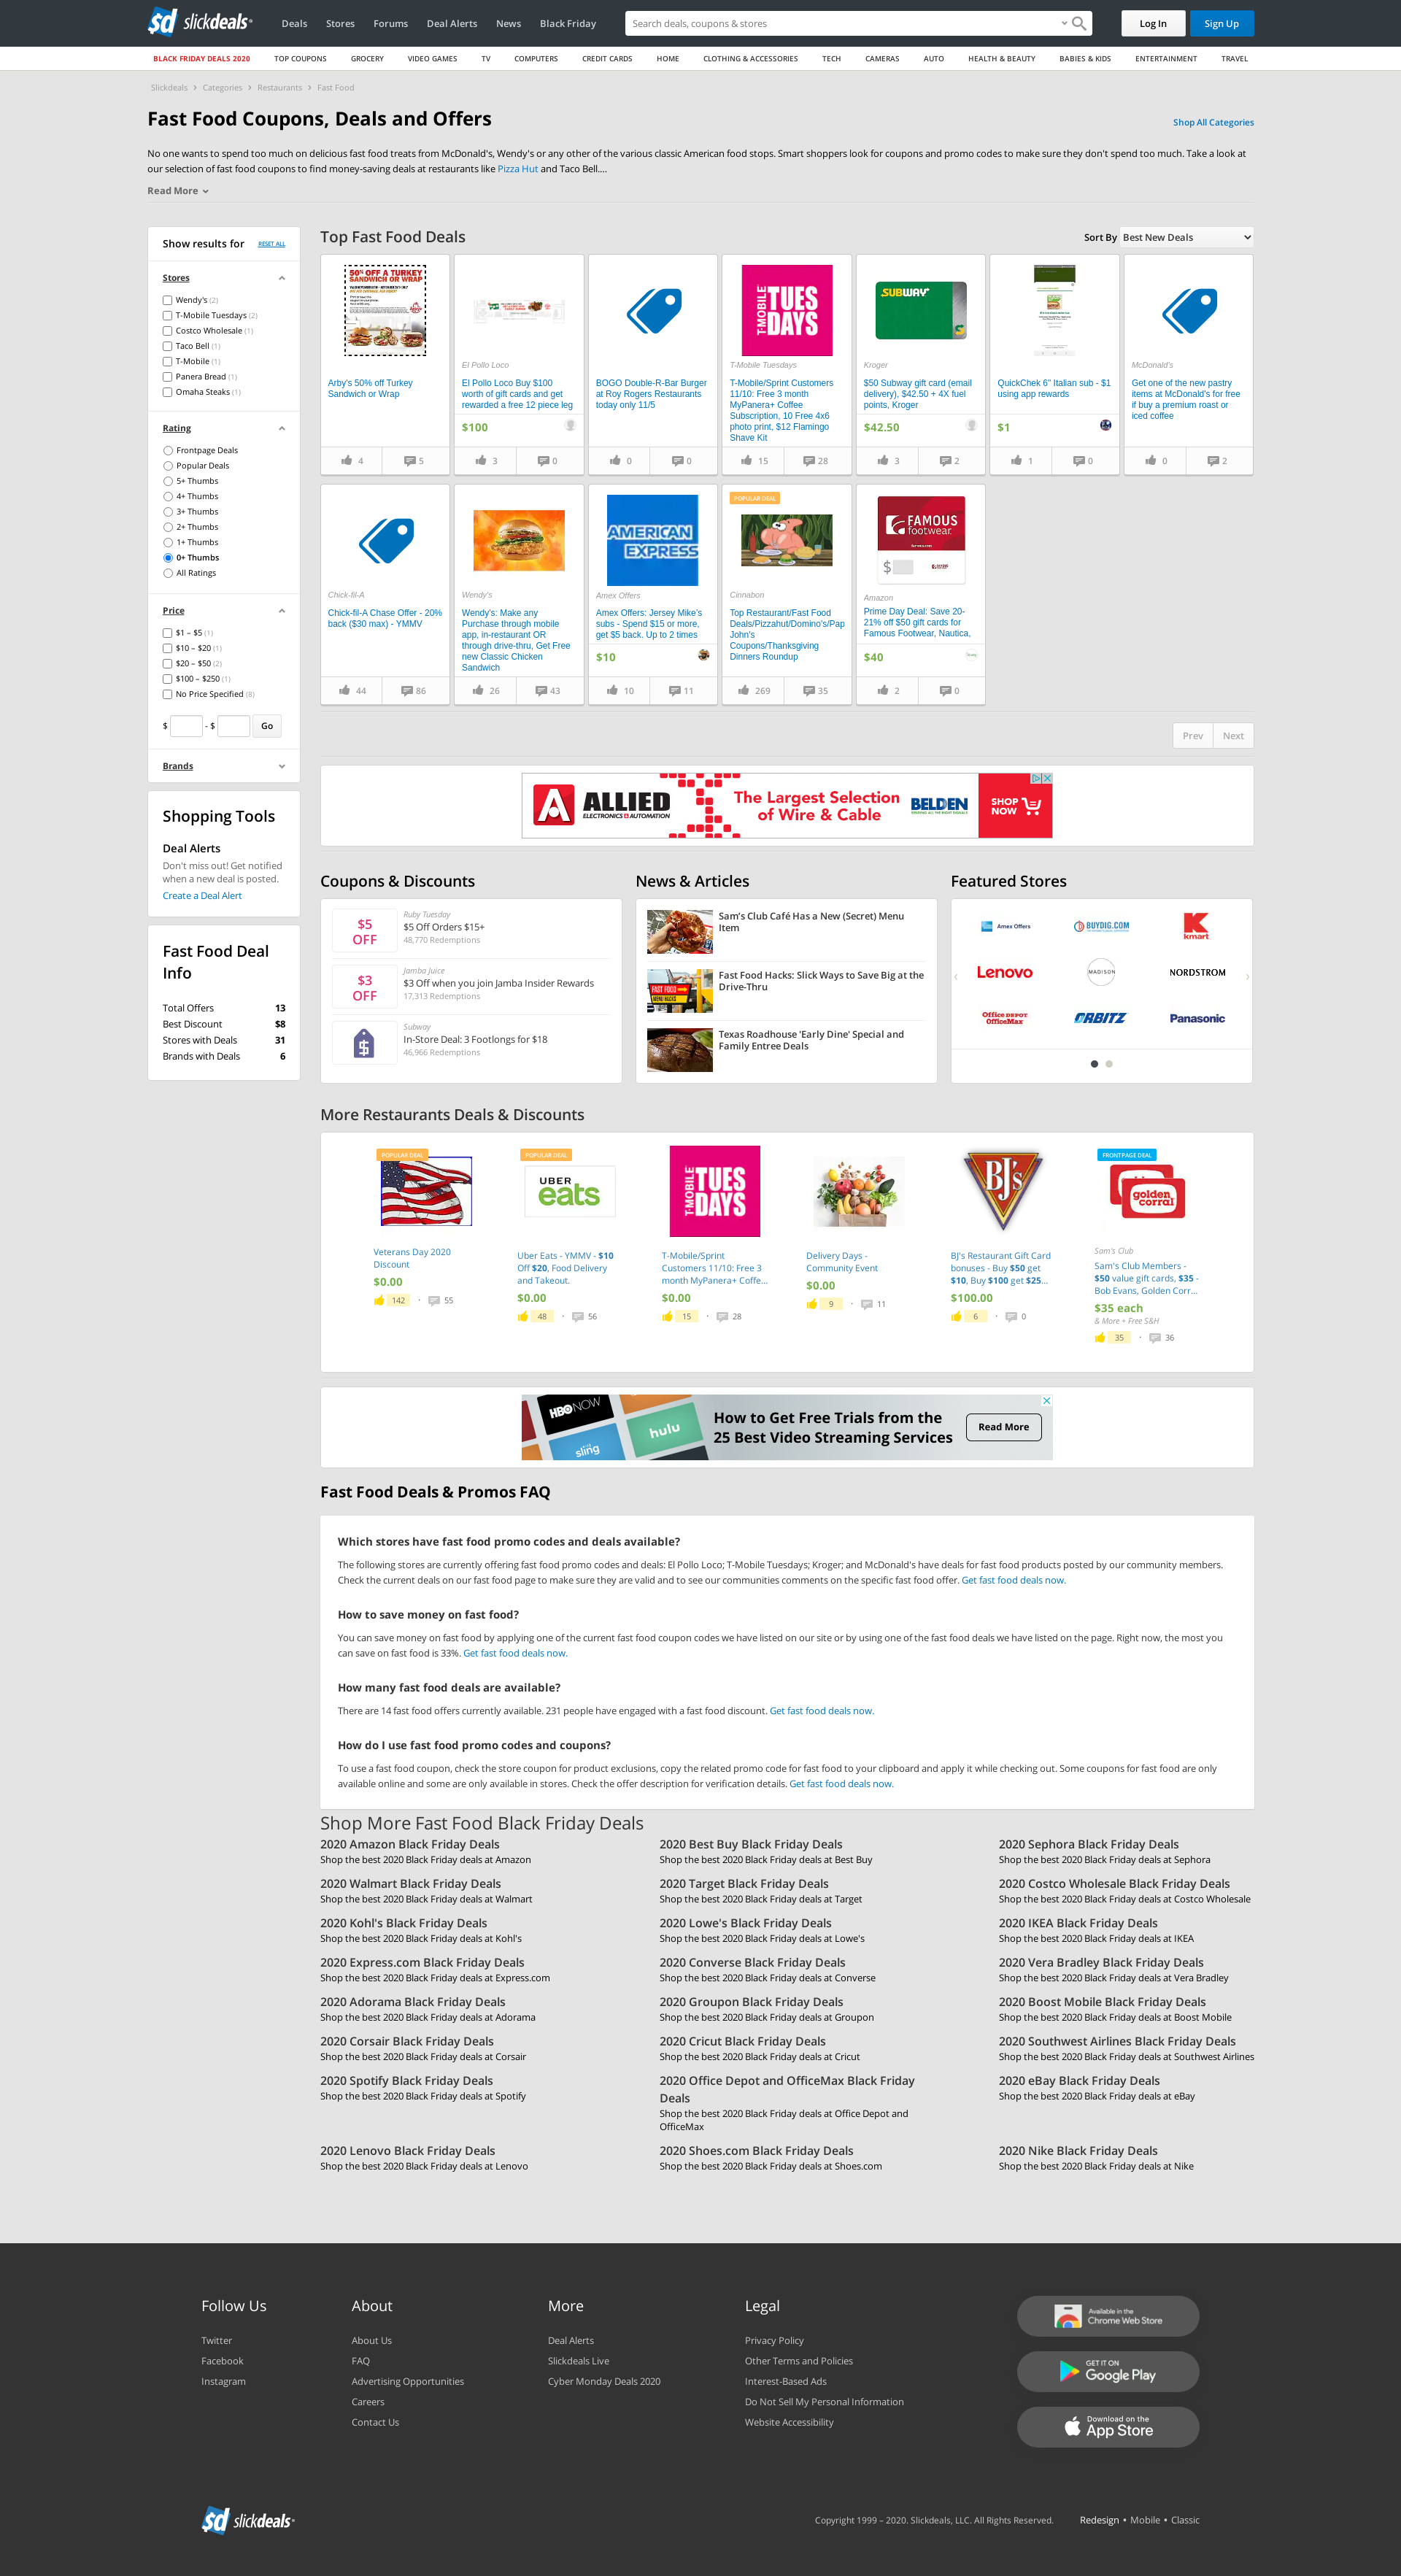 sd slickdeals
Deals Stores Forums Deal Alerts News Black Friday
Search deals, coupons & stores
Log In Sign Up
BLACK FRIDAY DEALS 2020 TOP COUPONS GROCERY VIDEO GAMES TV COMPUTERS CREDIT CARDS HOME CLOTHING & ACCESSORIES TECH CAMERAS AUTO HEALTH & BEAUTY BABIES & KIDS ENTERTAINMENT TRAVEL
Slickdeals › Categories › Restaurants › Fast Food
Fast Food Coupons, Deals and Offers
Shop All Categories
No one wants to spend too much on delicious fast food treats from McDonald's, Wendy's or any other of the various classic American food stops. Smart shoppers look for coupons and promo codes to make sure they don't spend too much. Take a look at
our selection of fast food coupons to find money-saving deals at restaurants like Pizza Hut and Taco Bell....
Read More
Show results for RESET ALL
Stores
Wendy's (2)
T-Mobile Tuesdays (2)
Costco Wholesale (1)
Taco Bell (1)
T-Mobile (1)
Panera Bread (1)
Omaha Steaks (1)
Rating
Frontpage Deals
Popular Deals
5+ Thumbs
4+ Thumbs
3+ Thumbs
2+ Thumbs
1+ Thumbs
0+ Thumbs
All Ratings
Price
$1 – $5 (1)
$10 – $20 (1)
$20 – $50 (2)
$100 – $250 (1)
No Price Specified (8)
$ - $ Go
Brands
Shopping Tools
Deal Alerts
Don't miss out! Get notified
when a new deal is posted.
Create a Deal Alert
Fast Food Deal
Info
Total Offers 13
Best Discount $8
Stores with Deals 31
Brands with Deals 6
Top Fast Food Deals
Sort By Best New Deals
50% OFF A TURKEY
SANDWICH OR WRAP
Arby's 50% off Turkey
Sandwich or Wrap
4 5
El Pollo Loco
El Pollo Loco Buy $100
worth of gift cards and get
rewarded a free 12 piece leg
$100
3 0
BOGO Double-R-Bar Burger
at Roy Rogers Restaurants
today only 11/5
0 0
T-MOBILE
TUES
DAYS
T-Mobile Tuesdays
T-Mobile/Sprint Customers
11/10: Free 3 month
MyPanera+ Coffee
Subscription, 10 Free 4x6
photo print, $12 Flamingo
Shave Kit
15 28
SUBWAY
Kroger
$50 Subway gift card (email
delivery), $42.50 + 4X fuel
points, Kroger
$42.50
3 2
QuickChek 6" Italian sub - $1
using app rewards
$1
1 0
McDonald's
Get one of the new pastry
items at McDonald's for free
if buy a premium roast or
iced coffee
0 2
Chick-fil-A
Chick-fil-A Chase Offer - 20%
back ($30 max) - YMMV
44 86
Wendy's
Wendy's: Make any
Purchase through mobile
app, in-restaurant OR
through drive-thru, Get Free
new Classic Chicken
Sandwich
26 43
AMERICAN
EXPRESS
Amex Offers
Amex Offers: Jersey Mike's
subs - Spend $15 or more,
get $5 back. Up to 2 times
$10
10 11
POPULAR DEAL
Cinnabon
Top Restaurant/Fast Food
Deals/Pizzahut/Domino's/Pap
John's
Coupons/Thanksgiving
Dinners Roundup
269 35
FAMOUS
footwear
$
Amazon
Prime Day Deal: Save 20-
21% off $50 gift cards for
Famous Footwear, Nautica,
$40
2 0
Prev Next
ALLIED
ELECTRONICS & AUTOMATION
The Largest Selection
of Wire & Cable
BELDEN
SHOP
NOW
Coupons & Discounts
$5
OFF
Ruby Tuesday
$5 Off Orders $15+
48,770 Redemptions
$3
OFF
Jamba Juice
$3 Off when you join Jamba Insider Rewards
17,313 Redemptions
Subway
In-Store Deal: 3 Footlongs for $18
46,966 Redemptions
News & Articles
Sam's Club Café Has a New (Secret) Menu
Item
FAST FOOD
MENU HACKS
Fast Food Hacks: Slick Ways to Save Big at the
Drive-Thru
Texas Roadhouse 'Early Dine' Special and
Family Entree Deals
Featured Stores
Amex Offers BUYDIG.COM kmart
Lenovo MADISON NORDSTROM
Office DEPOT OfficeMax ORBITZ Panasonic
More Restaurants Deals & Discounts
POPULAR DEAL
Veterans Day 2020
Discount
$0.00
142 · 55
POPULAR DEAL
UBER
eats
Uber Eats - YMMV - $10
Off $20, Food Delivery
and Takeout.
$0.00
48 · 56
T-MOBILE
TUES
DAYS
T-Mobile/Sprint
Customers 11/10: Free 3
month MyPanera+ Coffe...
$0.00
15 · 28
Delivery Days -
Community Event
$0.00
9 · 11
BJ's
BJ's Restaurant Gift Card
bonuses - Buy $50 get
$10, Buy $100 get $25...
$100.00
6 · 0
FRONTPAGE DEAL
golden
corral
Sam's Club
Sam's Club Members -
$50 value gift cards, $35 -
Bob Evans, Golden Corr...
$35 each
& More + Free S&H
35 · 36
HBO NOW
hulu
sling
How to Get Free Trials from the
25 Best Video Streaming Services
Read More
Fast Food Deals & Promos FAQ
Which stores have fast food promo codes and deals available?
The following stores are currently offering fast food promo codes and deals: El Pollo Loco; T-Mobile Tuesdays; Kroger; and McDonald's have deals for fast food products posted by our community members.
Check the current deals on our fast food page to make sure they are valid and to see our communities comments on the specific fast food offer. Get fast food deals now.
How to save money on fast food?
You can save money on fast food by applying one of the current fast food coupon codes we have listed on our site or by using one of the fast food deals we have listed on the page. Right now, the most you
can save on fast food is 33%. Get fast food deals now.
How many fast food deals are available?
There are 14 fast food offers currently available. 231 people have engaged with a fast food discount. Get fast food deals now.
How do I use fast food promo codes and coupons?
To use a fast food coupon, check the store coupon for product exclusions, copy the related promo code for fast food to your clipboard and apply it while checking out. Some coupons for fast food are only
available online and some are only available in stores. Check the offer description for verification details. Get fast food deals now.
Shop More Fast Food Black Friday Deals
2020 Amazon Black Friday Deals
Shop the best 2020 Black Friday deals at Amazon
2020 Best Buy Black Friday Deals
Shop the best 2020 Black Friday deals at Best Buy
2020 Sephora Black Friday Deals
Shop the best 2020 Black Friday deals at Sephora
2020 Walmart Black Friday Deals
Shop the best 2020 Black Friday deals at Walmart
2020 Target Black Friday Deals
Shop the best 2020 Black Friday deals at Target
2020 Costco Wholesale Black Friday Deals
Shop the best 2020 Black Friday deals at Costco Wholesale
2020 Kohl's Black Friday Deals
Shop the best 2020 Black Friday deals at Kohl's
2020 Lowe's Black Friday Deals
Shop the best 2020 Black Friday deals at Lowe's
2020 IKEA Black Friday Deals
Shop the best 2020 Black Friday deals at IKEA
2020 Express.com Black Friday Deals
Shop the best 2020 Black Friday deals at Express.com
2020 Converse Black Friday Deals
Shop the best 2020 Black Friday deals at Converse
2020 Vera Bradley Black Friday Deals
Shop the best 2020 Black Friday deals at Vera Bradley
2020 Adorama Black Friday Deals
Shop the best 2020 Black Friday deals at Adorama
2020 Groupon Black Friday Deals
Shop the best 2020 Black Friday deals at Groupon
2020 Boost Mobile Black Friday Deals
Shop the best 2020 Black Friday deals at Boost Mobile
2020 Corsair Black Friday Deals
Shop the best 2020 Black Friday deals at Corsair
2020 Cricut Black Friday Deals
Shop the best 2020 Black Friday deals at Cricut
2020 Southwest Airlines Black Friday Deals
Shop the best 2020 Black Friday deals at Southwest Airlines
2020 Spotify Black Friday Deals
Shop the best 2020 Black Friday deals at Spotify
2020 Office Depot and OfficeMax Black Friday
Deals
Shop the best 2020 Black Friday deals at Office Depot and
OfficeMax
2020 eBay Black Friday Deals
Shop the best 2020 Black Friday deals at eBay
2020 Lenovo Black Friday Deals
Shop the best 2020 Black Friday deals at Lenovo
2020 Shoes.com Black Friday Deals
Shop the best 2020 Black Friday deals at Shoes.com
2020 Nike Black Friday Deals
Shop the best 2020 Black Friday deals at Nike
Follow Us
Twitter
Facebook
Instagram
About
About Us
FAQ
Advertising Opportunities
Careers
Contact Us
More
Deal Alerts
Slickdeals Live
Cyber Monday Deals 2020
Legal
Privacy Policy
Other Terms and Policies
Interest-Based Ads
Do Not Sell My Personal Information
Website Accessibility
Available in the
Chrome Web Store
GET IT ON
Google Play
Download on the
App Store
sd slickdeals
Copyright 1999 – 2020. Slickdeals, LLC. All Rights Reserved. Redesign • Mobile • Classic